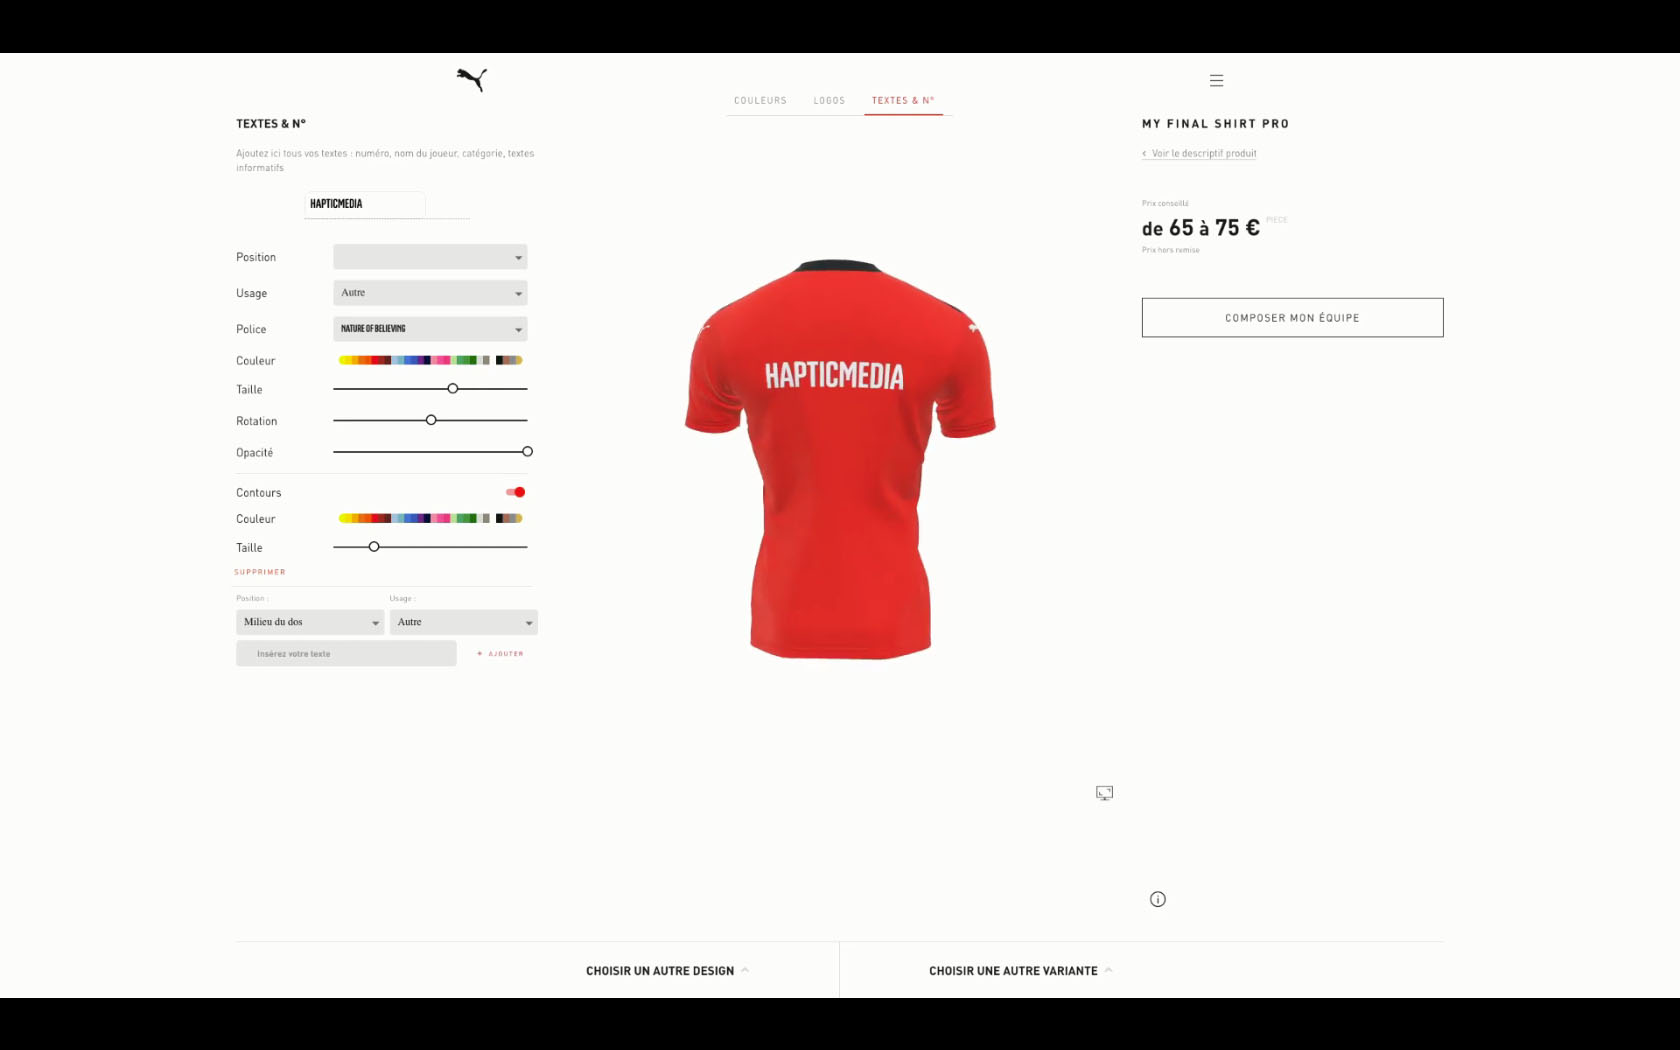 COULEURS
LOGOS
TEXTES & N°
TEXTES & N°
Ajoutez ici tous vos textes : numéro, nom du joueur, catégorie, textes
informatifs
HAPTICMEDIA
Position
Usage
Autre
Police
NATURE OF BELIEVING
Couleur
Taille
Rotation
Opacité
Contours
Couleur
Taille
SUPPRIMER
Position :
Usage :
Milieu du dos
Autre
Insérez votre texte
+ AJOUTER
HAPTICMEDIA
MY FINAL SHIRT PRO
‹ Voir le descriptif produit
Prix conseillé
de 65 à 75 € PIECE
Prix hors remise
COMPOSER MON ÉQUIPE
CHOISIR UN AUTRE DESIGN
CHOISIR UNE AUTRE VARIANTE